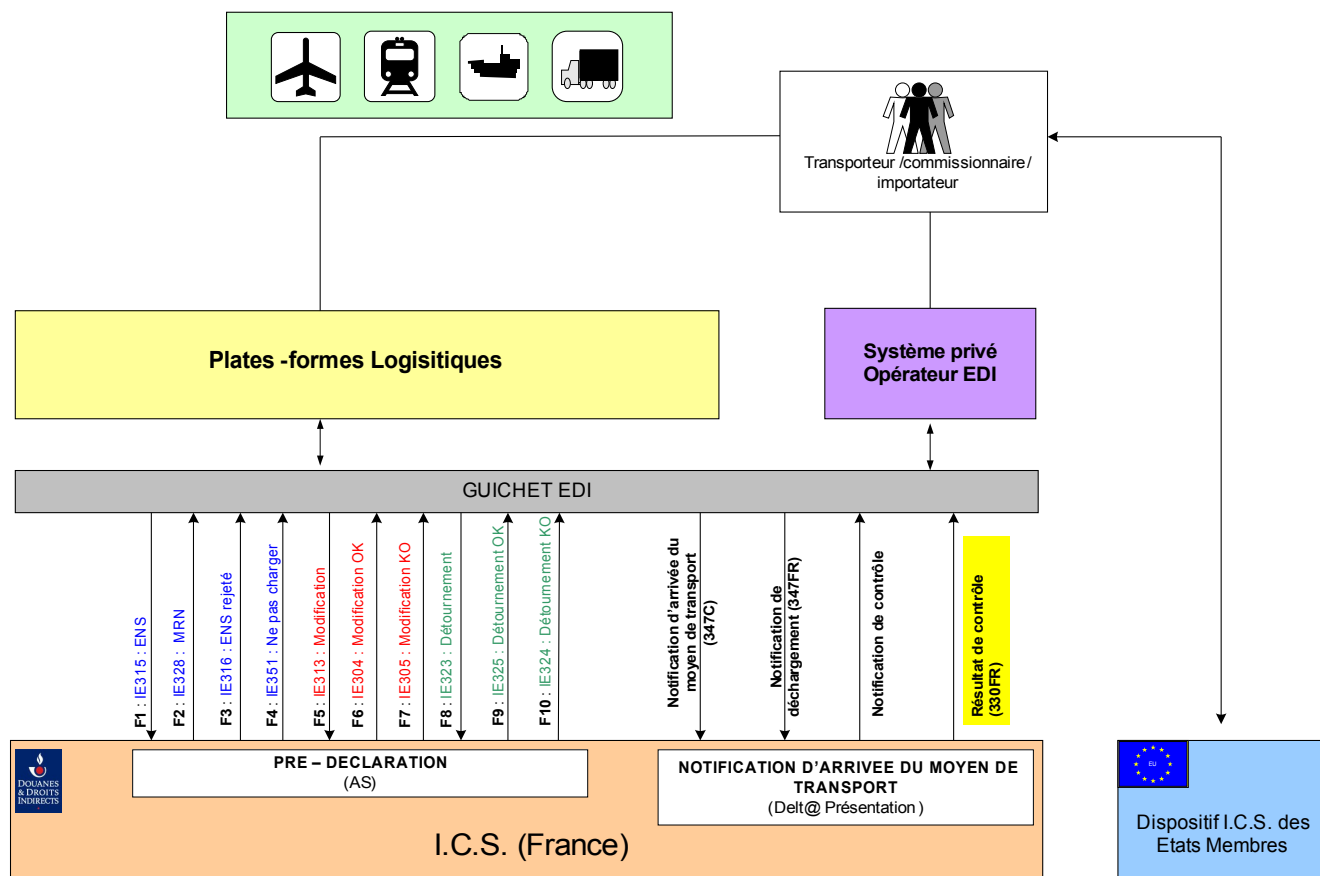 Transporteur /commissionnaire /
importateur
Plates -formes Logisitiques
Système privé
Opérateur EDI
GUICHET EDI
F1 : IE315 : ENS
F2 : IE328 : MRN
F3 : IE316 : ENS rejeté
F4 : IE351 : Ne pas charger
F5 : IE313 : Modification
F6 : IE304 : Modification OK
F7 : IE305 : Modification KO
F8 : IE323 : Détournement
F9 : IE325 : Détournement OK
F10 : IE324 : Détournement KO
Notification d'arrivée du
moyen de transport
(347C)
Notification de
déchargement (347FR)
Notification de contrôle
Résultat de contrôle
(330FR)
DOUANES
& DROITS
INDIRECTS
PRE – DECLARATION
(AS)
NOTIFICATION D'ARRIVEE DU MOYEN DE
TRANSPORT
(Delt@ Présentation )
I.C.S. (France)
EU
Dispositif I.C.S. des
Etats Membres